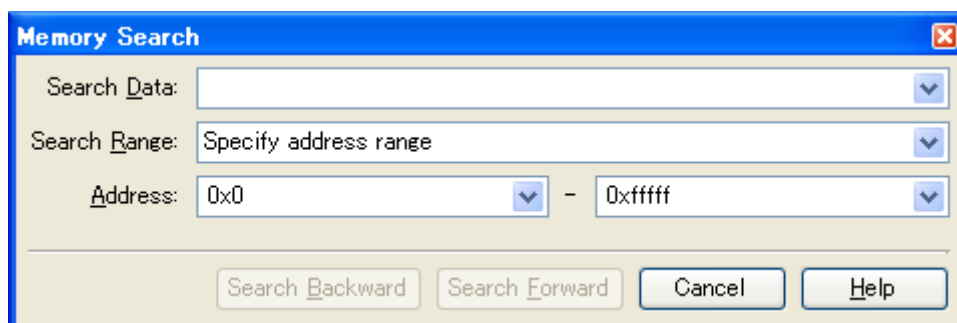 Memory Search
Search Data:
Search Range: Specify address range
Address: 0x0 - 0xfffff
Search Backward Search Forward Cancel Help